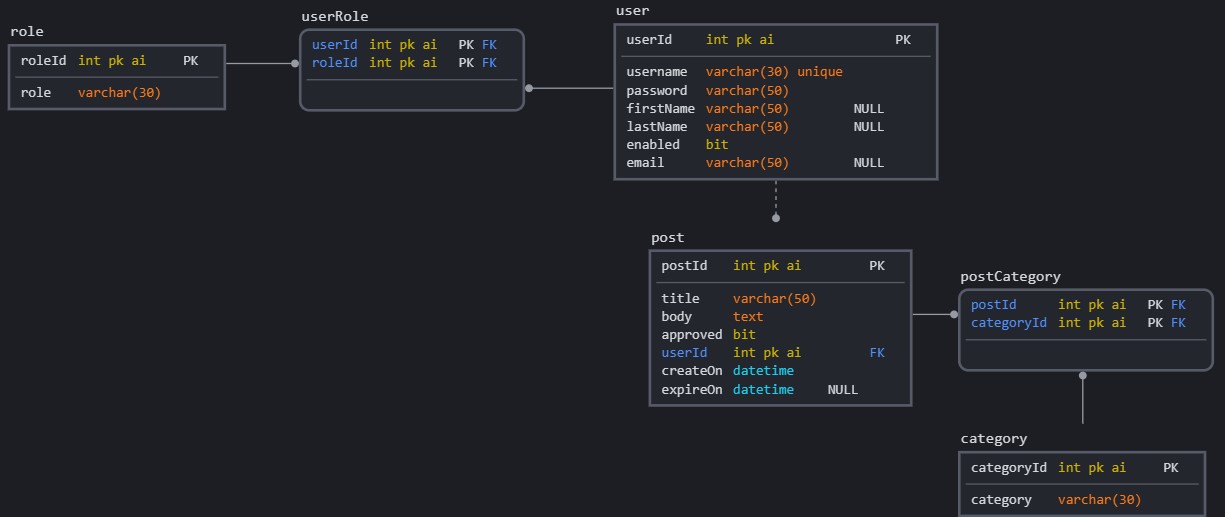 role
roleId int pk ai PK
role varchar(30)
userRole
userId int pk ai PK FK
roleId int pk ai PK FK
user
userId int pk ai PK
username varchar(30) unique
password varchar(50)
firstName varchar(50) NULL
lastName varchar(50) NULL
enabled bit
email varchar(50) NULL
post
postId int pk ai PK
title varchar(50)
body text
approved bit
userId int pk ai FK
createOn datetime
expireOn datetime NULL
postCategory
postId int pk ai PK FK
categoryId int pk ai PK FK
category
categoryId int pk ai PK
category varchar(30)